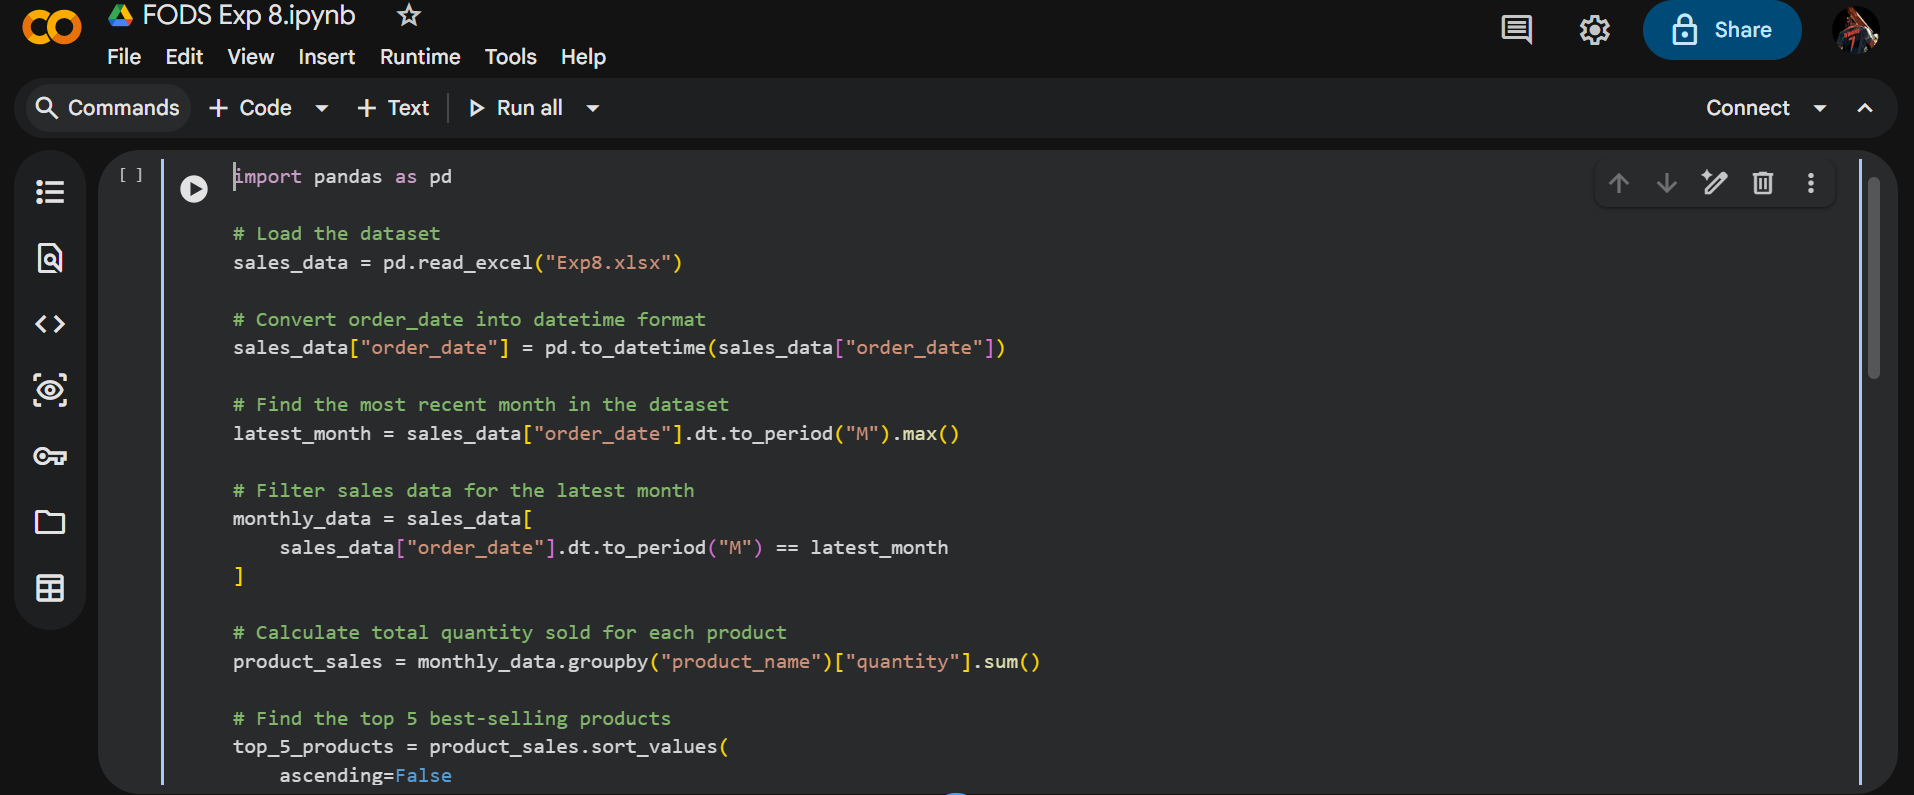 FODS Exp 8.ipynb
File Edit View Insert Runtime Tools Help
Share
Commands + Code + Text Run all
Connect
[ ]
import pandas as pd
# Load the dataset
sales_data = pd.read_excel("Exp8.xlsx")
# Convert order_date into datetime format
sales_data["order_date"] = pd.to_datetime(sales_data["order_date"])
# Find the most recent month in the dataset
latest_month = sales_data["order_date"].dt.to_period("M").max()
# Filter sales data for the latest month
monthly_data = sales_data[
    sales_data["order_date"].dt.to_period("M") == latest_month
]
# Calculate total quantity sold for each product
product_sales = monthly_data.groupby("product_name")["quantity"].sum()
# Find the top 5 best-selling products
top_5_products = product_sales.sort_values(
    ascending=False